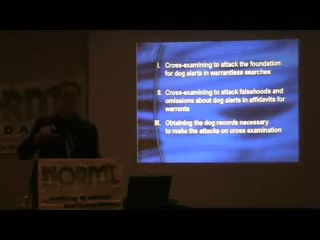 I. Cross-examining to attack the foundation
for dog alerts in warrantless searches
II. Cross-examining to attack falsehoods and
omissions about dog alerts in affidavits for
warrants
III. Obtaining the dog records necessary
to make the attacks on cross examination
NORML